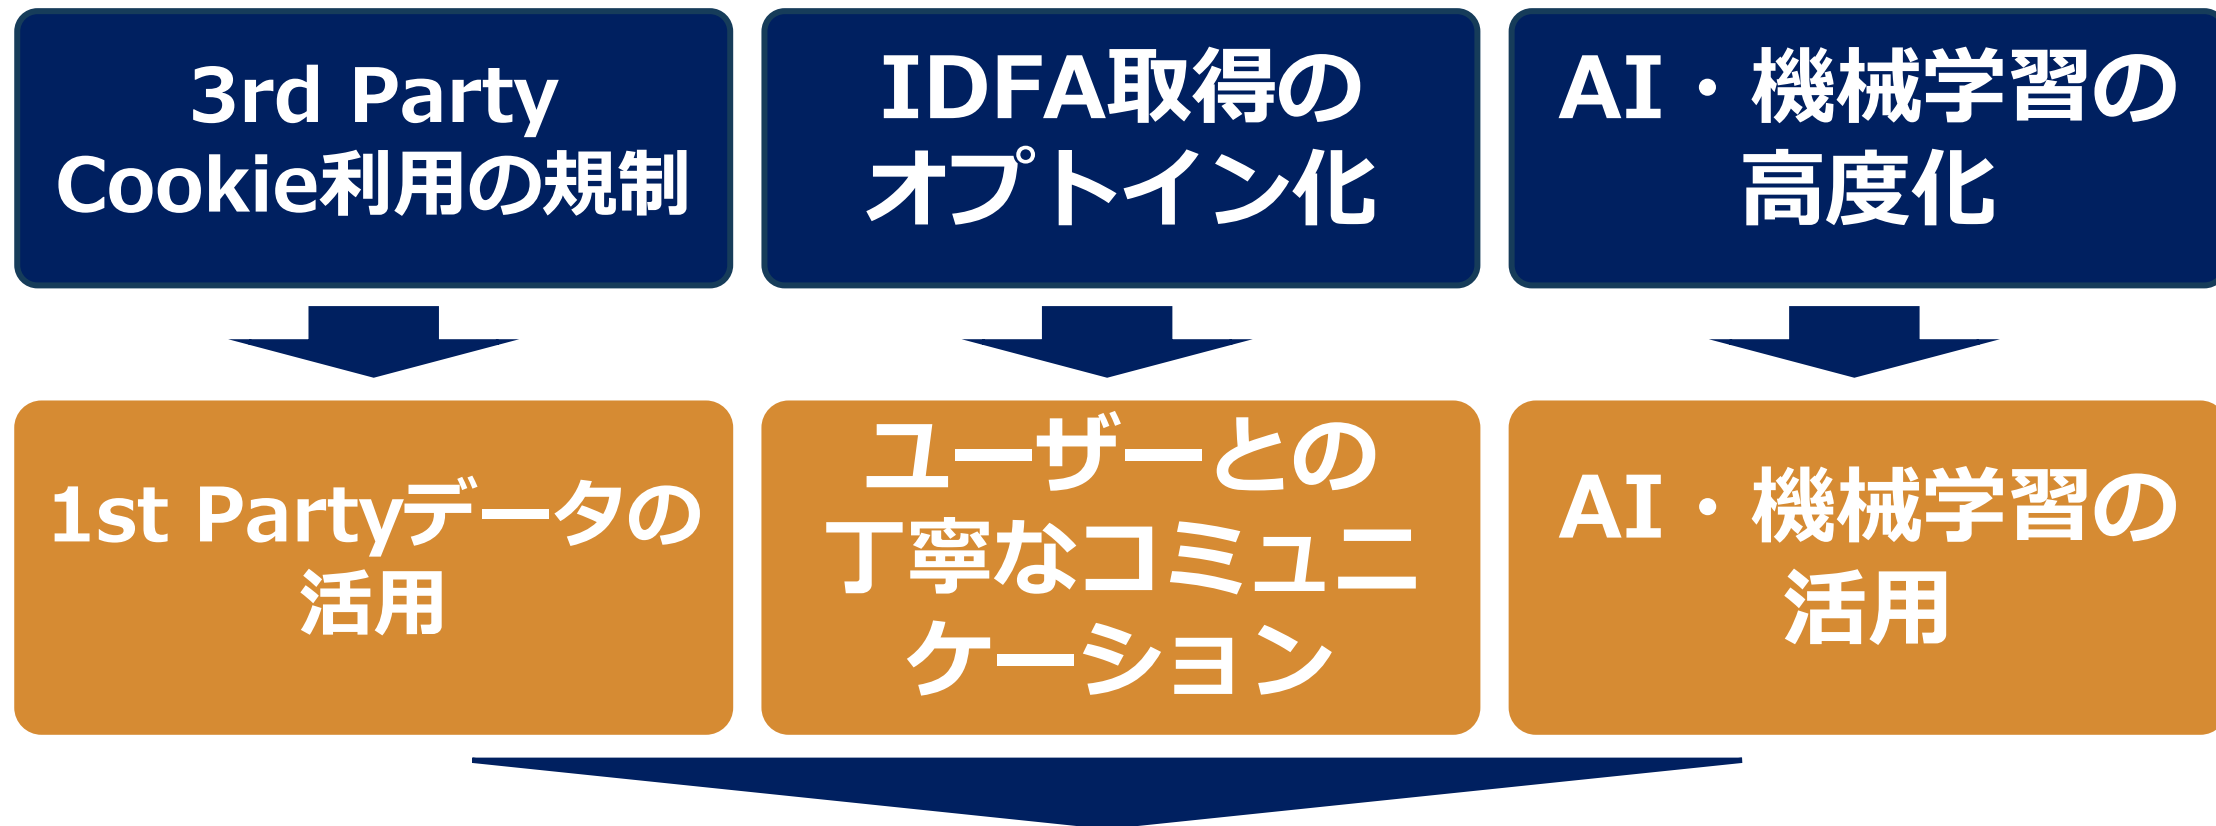 3rd Party
Cookie利用の規制
IDFA取得の
オプトイン化
AI・機械学習の
高度化
1st Partyデータの
活用
ユーザーとの
丁寧なコミュニ
ケーション
AI・機械学習の
活用